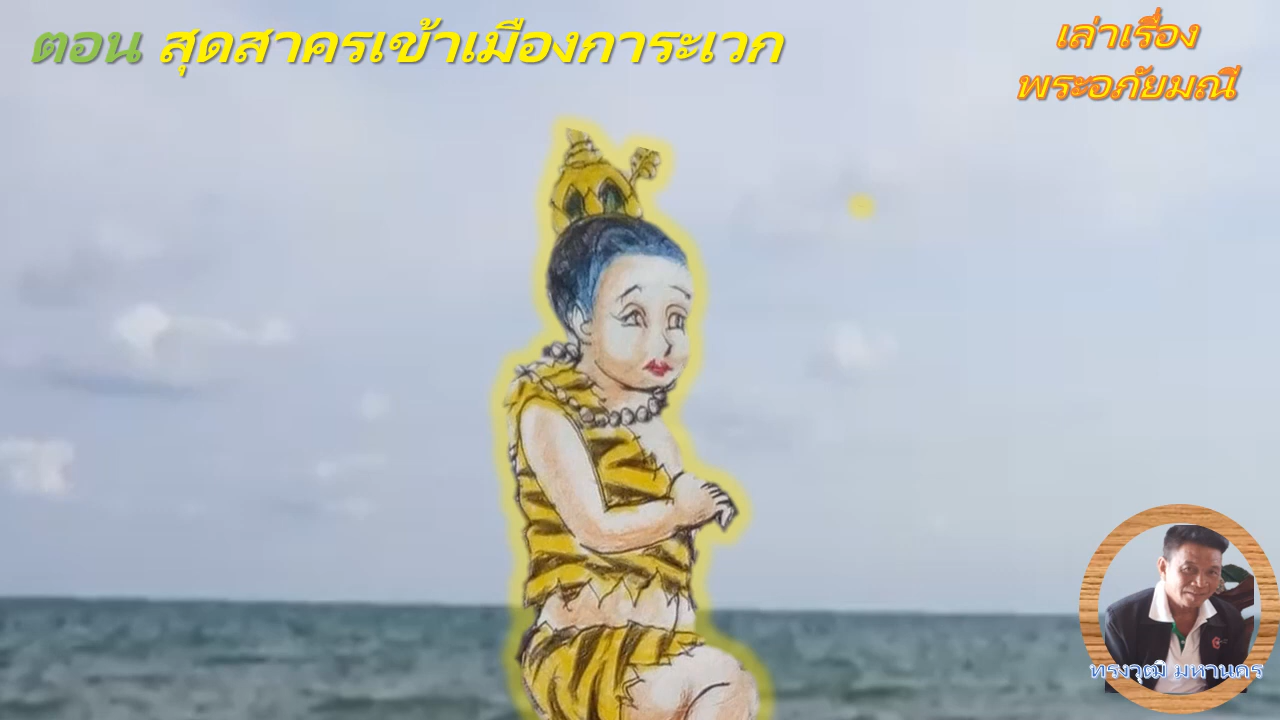 ตอน สุดสาครเข้าเมืองการะเวก
เล่าเรื่อง
พระอภัยมณี
ทรงวุฒิ มหานคร